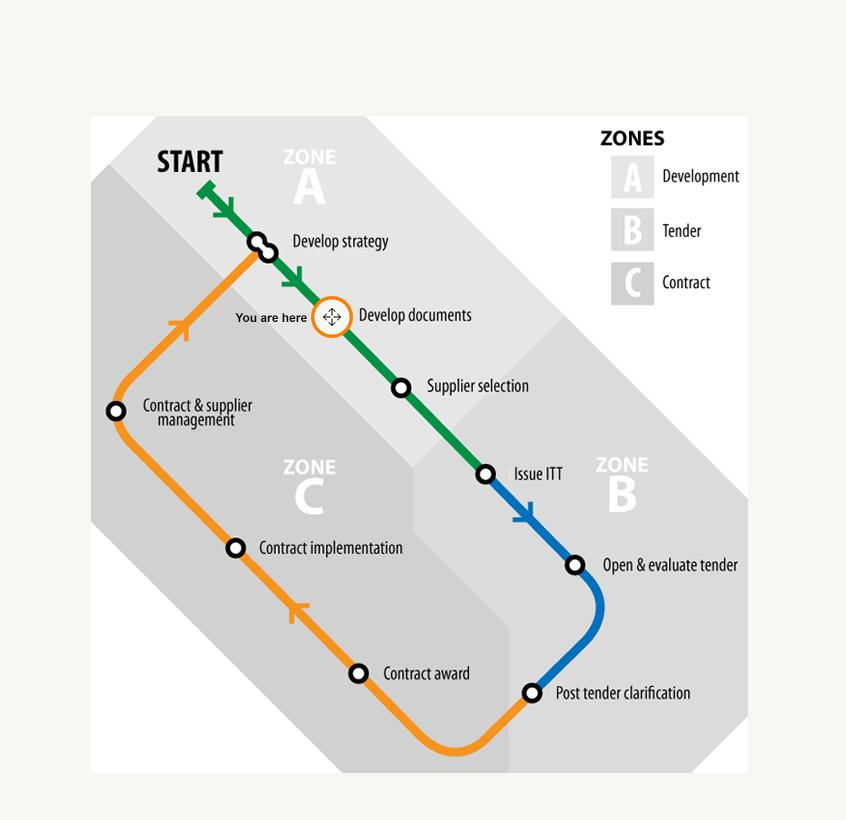 START
ZONE
A
ZONES
A Development
B Tender
C Contract
Develop strategy
You are here
Develop documents
Supplier selection
Contract & supplier
management
ZONE
C
ZONE
B
Issue ITT
Contract implementation
Open & evaluate tender
Contract award
Post tender clarification